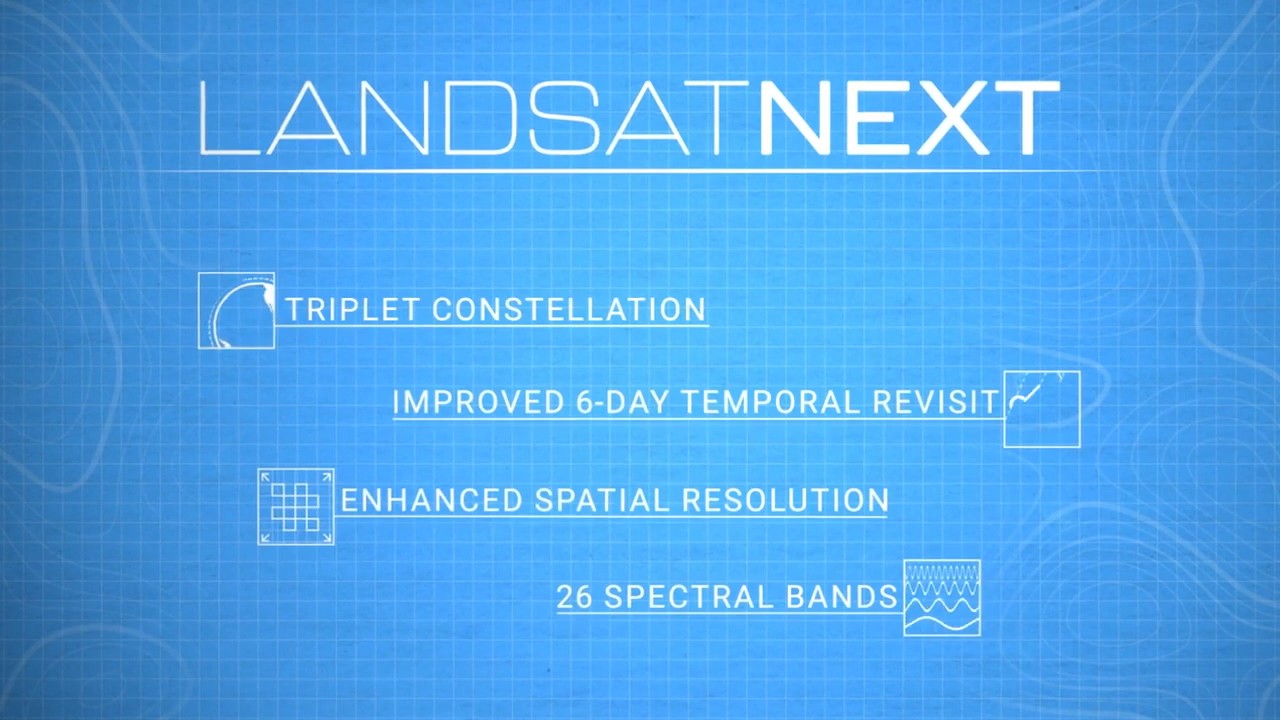 LANDSATNEXT
TRIPLET CONSTELLATION
IMPROVED 6-DAY TEMPORAL REVISIT
ENHANCED SPATIAL RESOLUTION
26 SPECTRAL BANDS